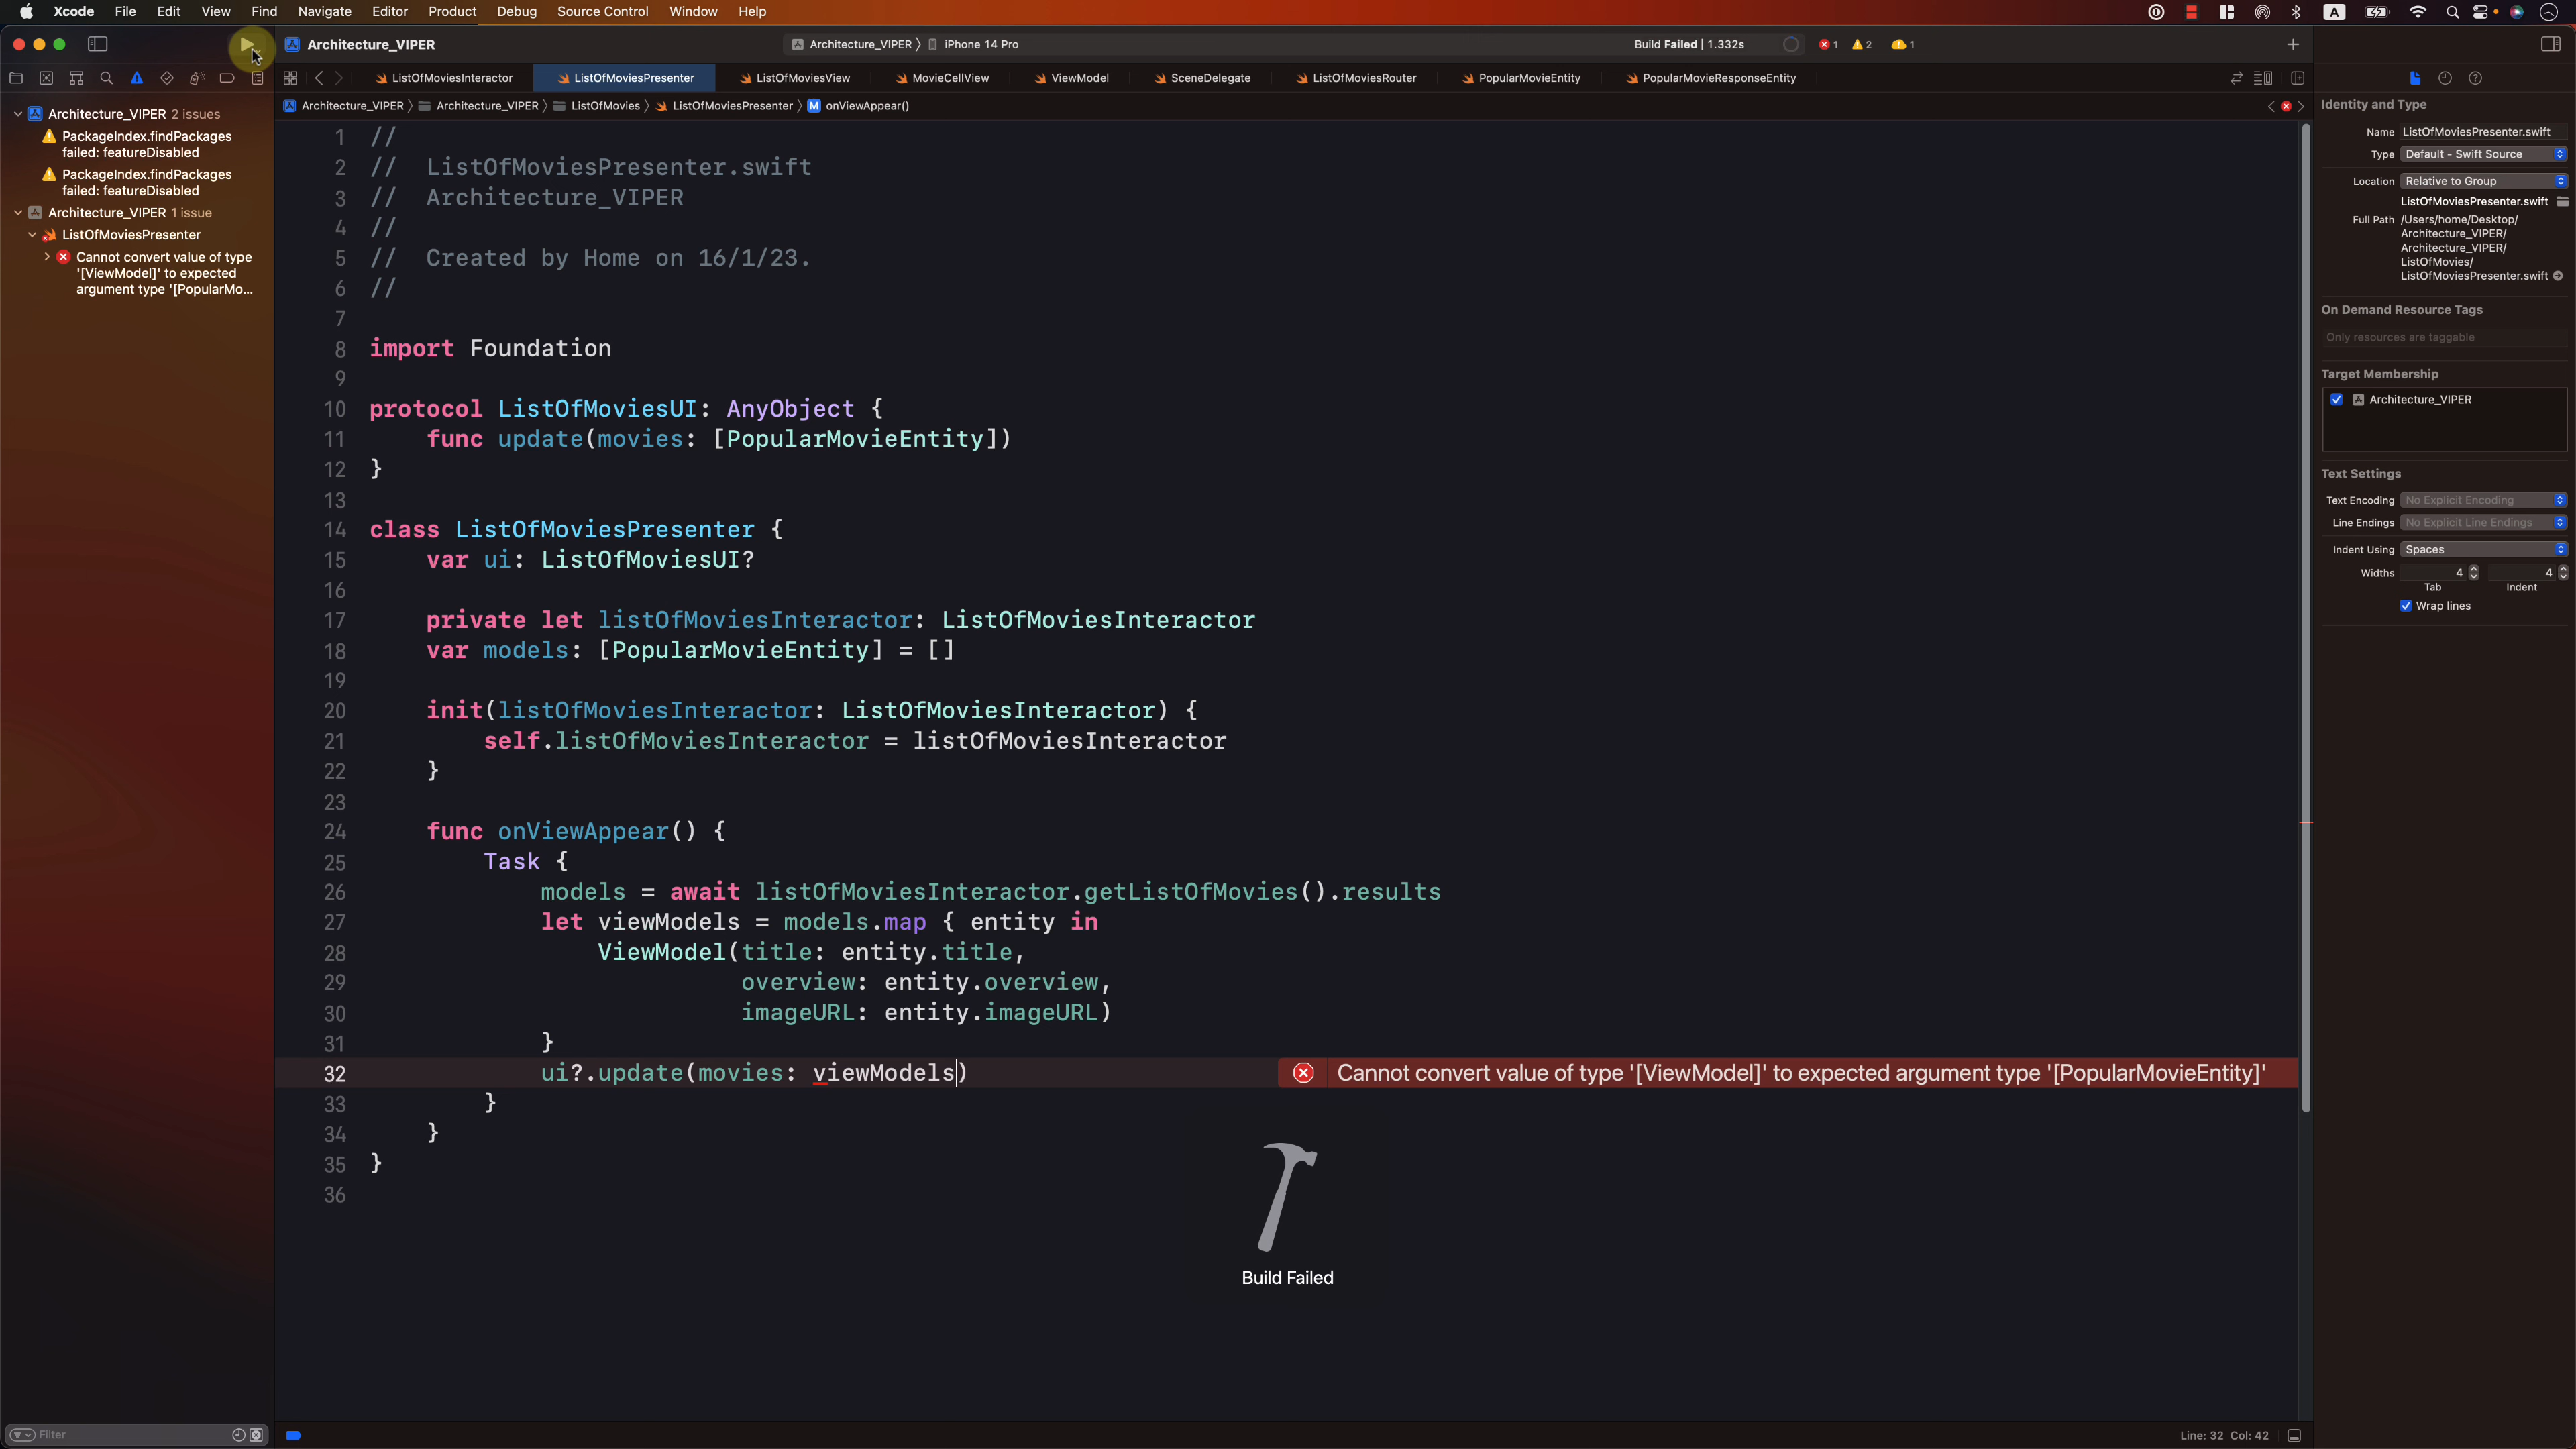 Xcode File Edit View Find Navigate Editor Product Debug Source Control Window Help A
Architecture_VIPER Architecture_VIPER iPhone 14 Pro Build Failed | 1.332s 1 2 1
ListOfMoviesInteractor ListOfMoviesPresenter ListOfMoviesView MovieCellView ViewModel SceneDelegate ListOfMoviesRouter PopularMovieEntity PopularMovieResponseEntity
Architecture_VIPER Architecture_VIPER ListOfMovies ListOfMoviesPresenter M onViewAppear()
Architecture_VIPER 2 issues
PackageIndex.findPackages
failed: featureDisabled
PackageIndex.findPackages
failed: featureDisabled
Architecture_VIPER 1 issue
ListOfMoviesPresenter
Cannot convert value of type
'[ViewModel]' to expected
argument type '[PopularMo...
Filter
1 //
2 //  ListOfMoviesPresenter.swift
3 //  Architecture_VIPER
4 //
5 //  Created by Home on 16/1/23.
6 //
7
8 import Foundation
9
10 protocol ListOfMoviesUI: AnyObject {
11     func update(movies: [PopularMovieEntity])
12 }
13
14 class ListOfMoviesPresenter {
15     var ui: ListOfMoviesUI?
16
17     private let listOfMoviesInteractor: ListOfMoviesInteractor
18     var models: [PopularMovieEntity] = []
19
20     init(listOfMoviesInteractor: ListOfMoviesInteractor) {
21         self.listOfMoviesInteractor = listOfMoviesInteractor
22     }
23
24     func onViewAppear() {
25         Task {
26             models = await listOfMoviesInteractor.getListOfMovies().results
27             let viewModels = models.map { entity in
28                 ViewModel(title: entity.title,
29                           overview: entity.overview,
30                           imageURL: entity.imageURL)
31             }
32             ui?.update(movies: viewModels) Cannot convert value of type '[ViewModel]' to expected argument type '[PopularMovieEntity]'
33         }
34     }
35 }
36
Build Failed
Line: 32 Col: 42
Identity and Type
Name ListOfMoviesPresenter.swift
Type Default - Swift Source
Location Relative to Group
ListOfMoviesPresenter.swift
Full Path /Users/home/Desktop/
Architecture_VIPER/
Architecture_VIPER/
ListOfMovies/
ListOfMoviesPresenter.swift
On Demand Resource Tags
Only resources are taggable
Target Membership
Architecture_VIPER
Text Settings
Text Encoding No Explicit Encoding
Line Endings No Explicit Line Endings
Indent Using Spaces
Widths 4 4
Tab Indent
Wrap lines